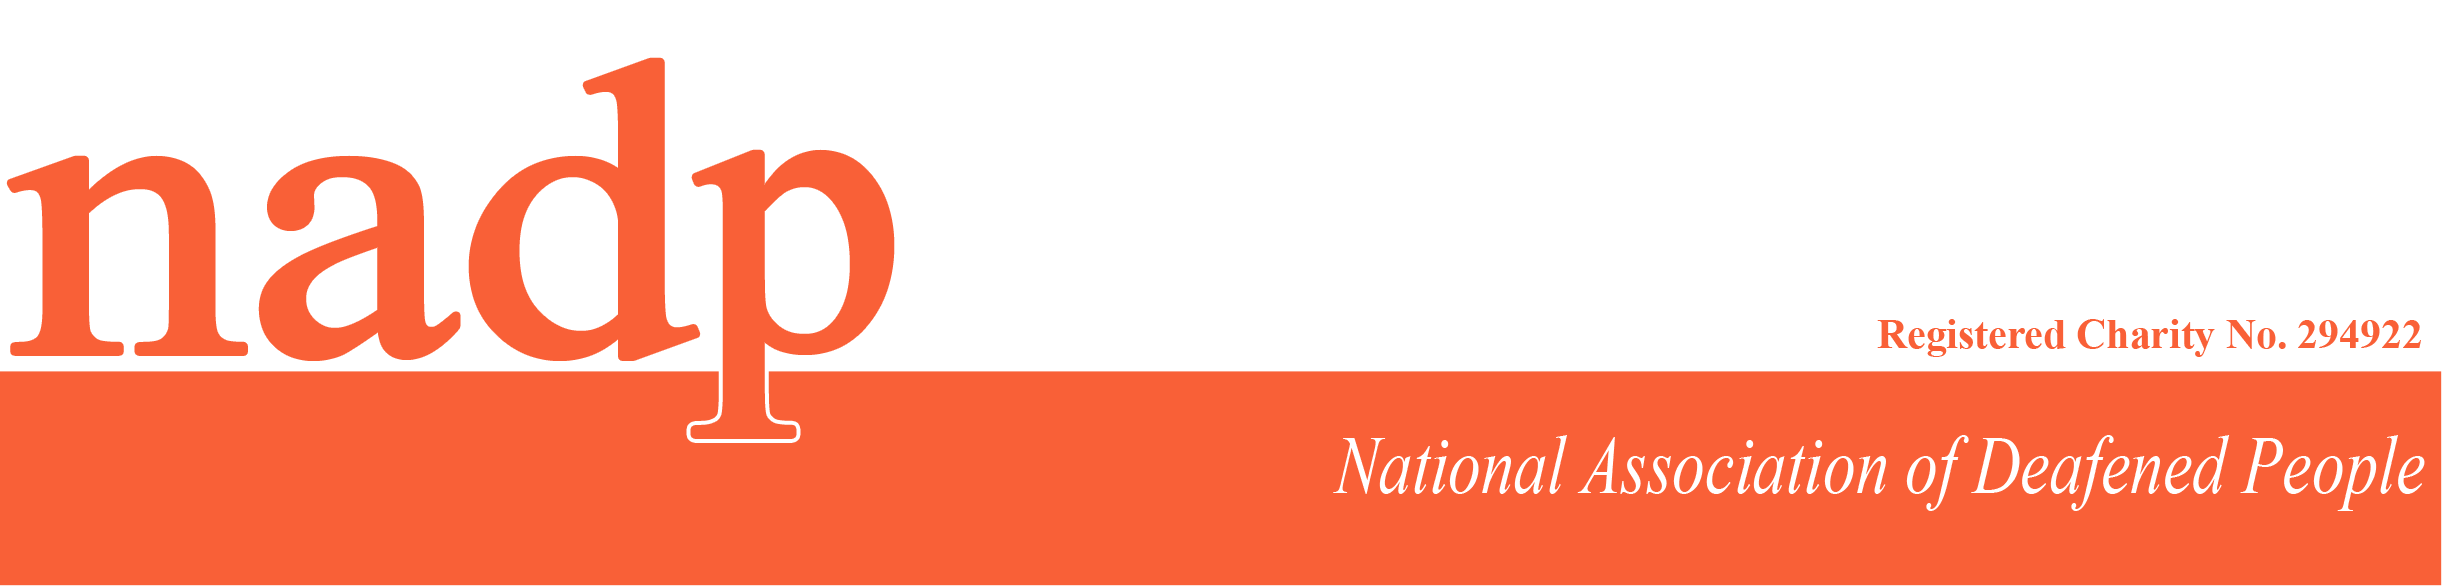 nadp
Registered Charity No. 294922
National Association of Deafened People